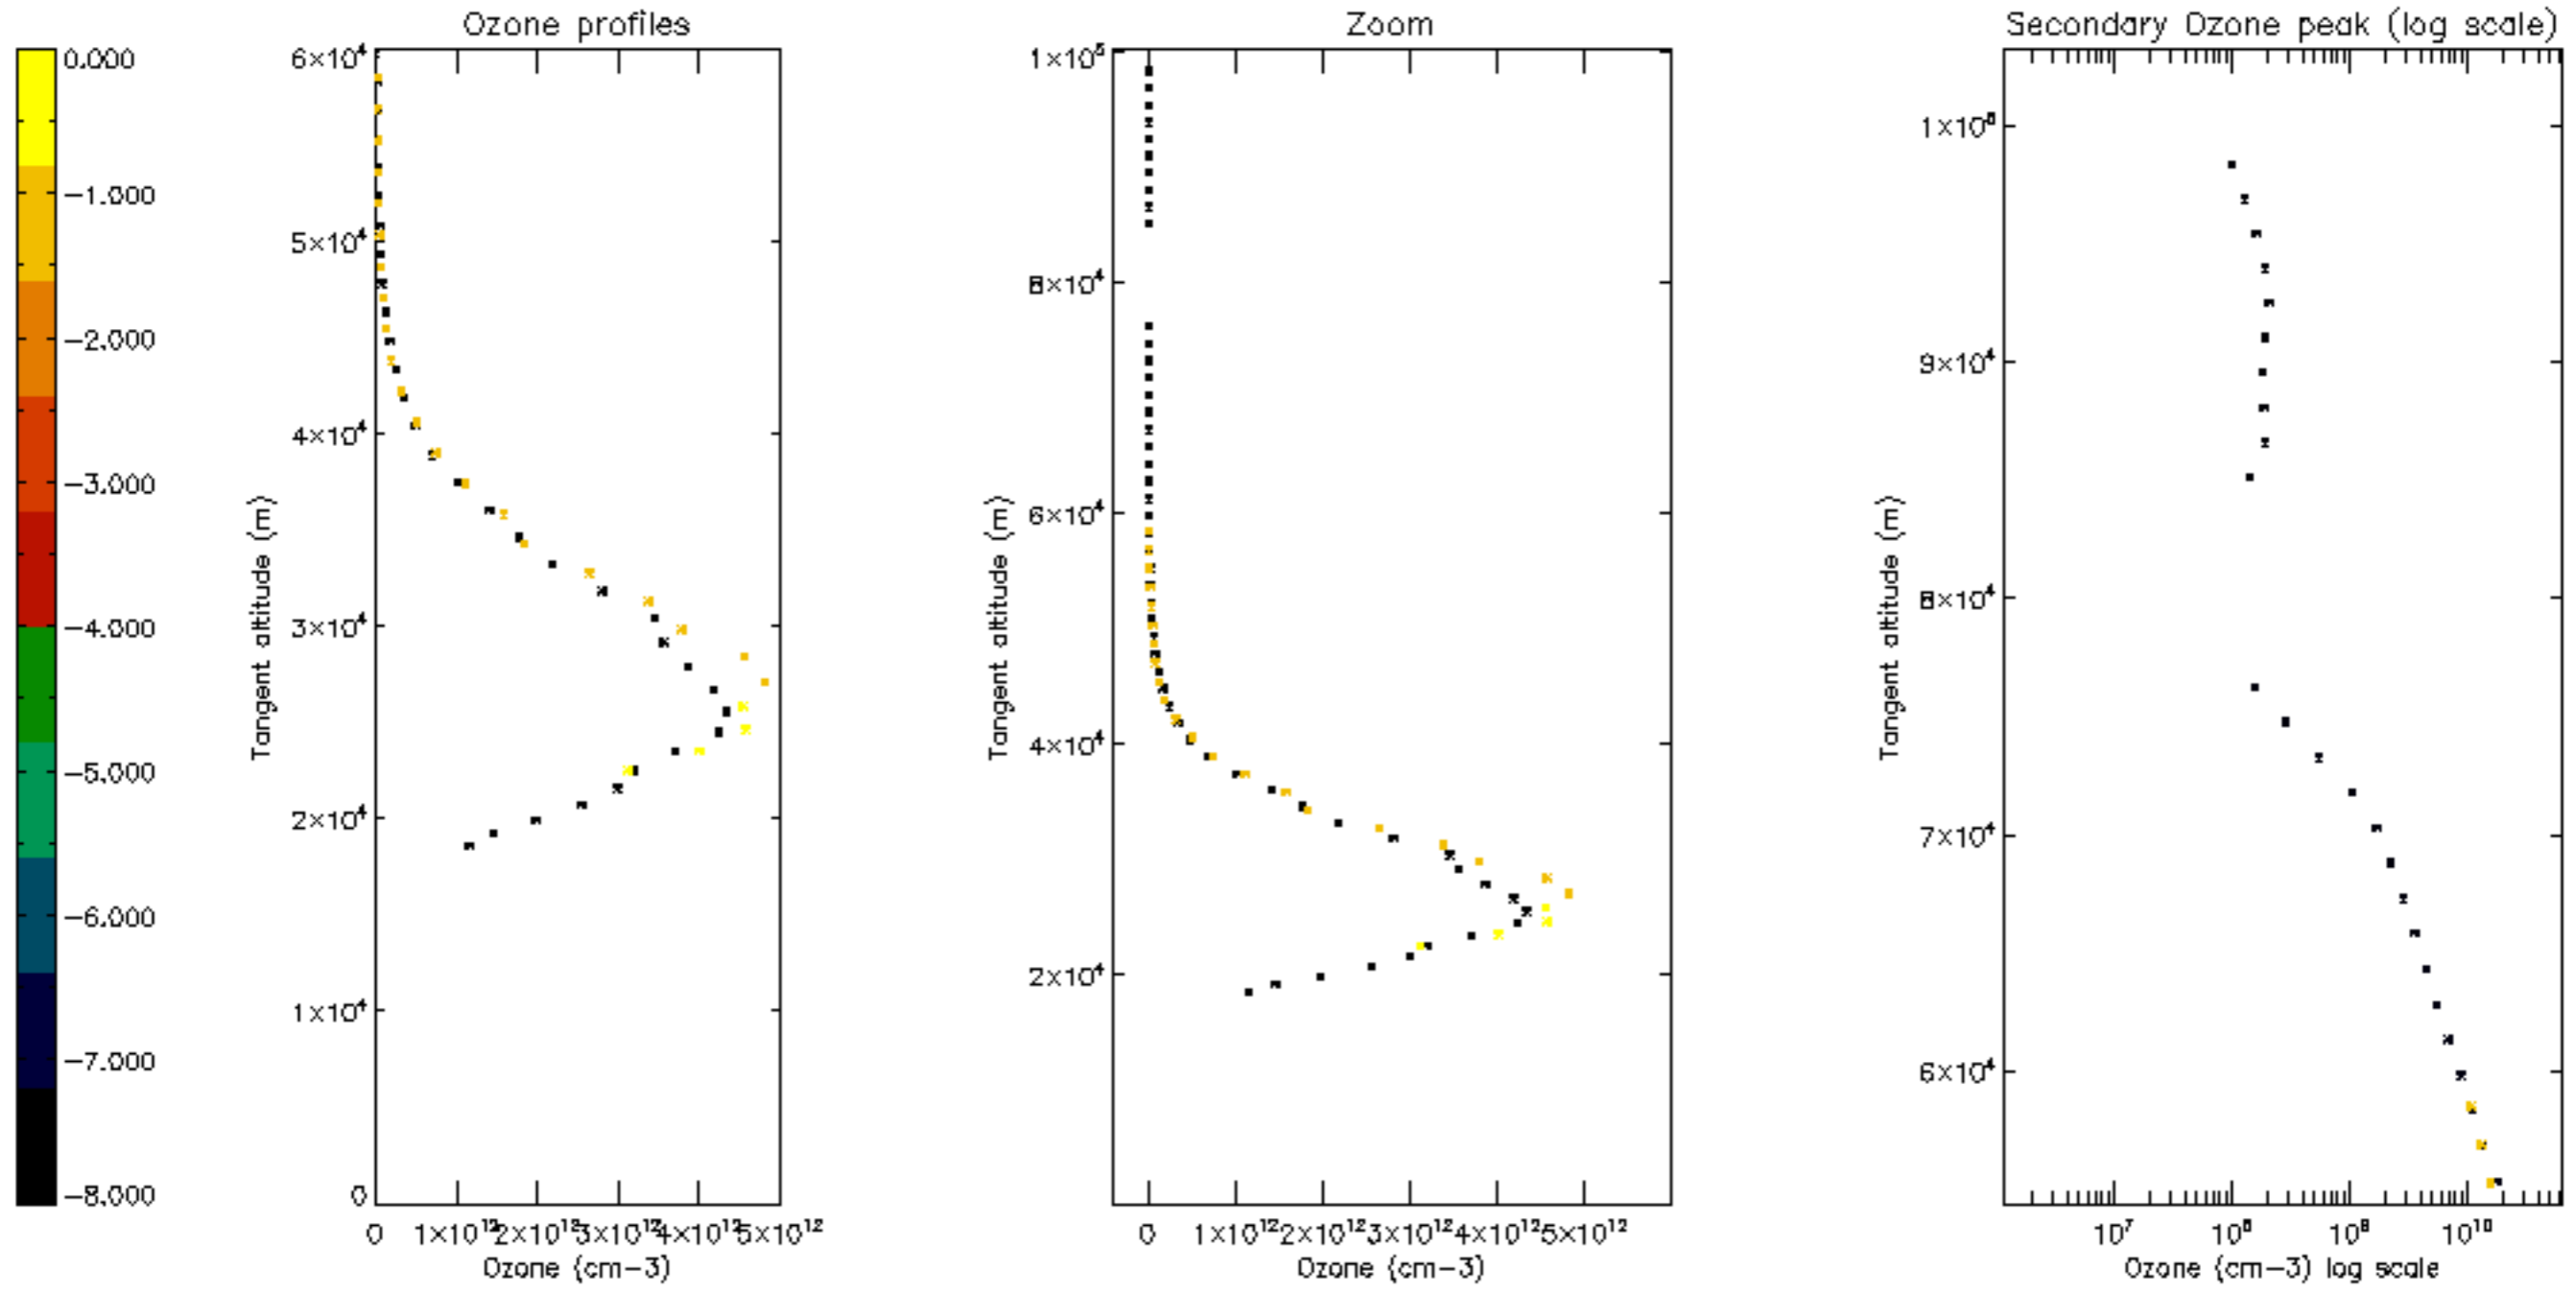 Ozone profiles
Zoom
Secondary Ozone peak (log scale)
0.000
−1.000
−2.000
−3.000
−4.000
−5.000
−6.000
−7.000
−8.000
6×10⁴
5×10⁴
4×10⁴
3×10⁴
2×10⁴
1×10⁴
0
Tangent altitude (m)
0 1×10¹² 2×10¹² 3×10¹² 4×10¹² 5×10¹²
Ozone (cm−3)
1×10⁵
8×10⁴
6×10⁴
4×10⁴
2×10⁴
Tangent altitude (m)
0 1×10¹² 2×10¹² 3×10¹² 4×10¹² 5×10¹²
Ozone (cm−3)
1×10⁵
9×10⁴
8×10⁴
7×10⁴
6×10⁴
Tangent altitude (m)
10⁷ 10⁸ 10⁹ 10¹⁰
Ozone (cm−3) log scale